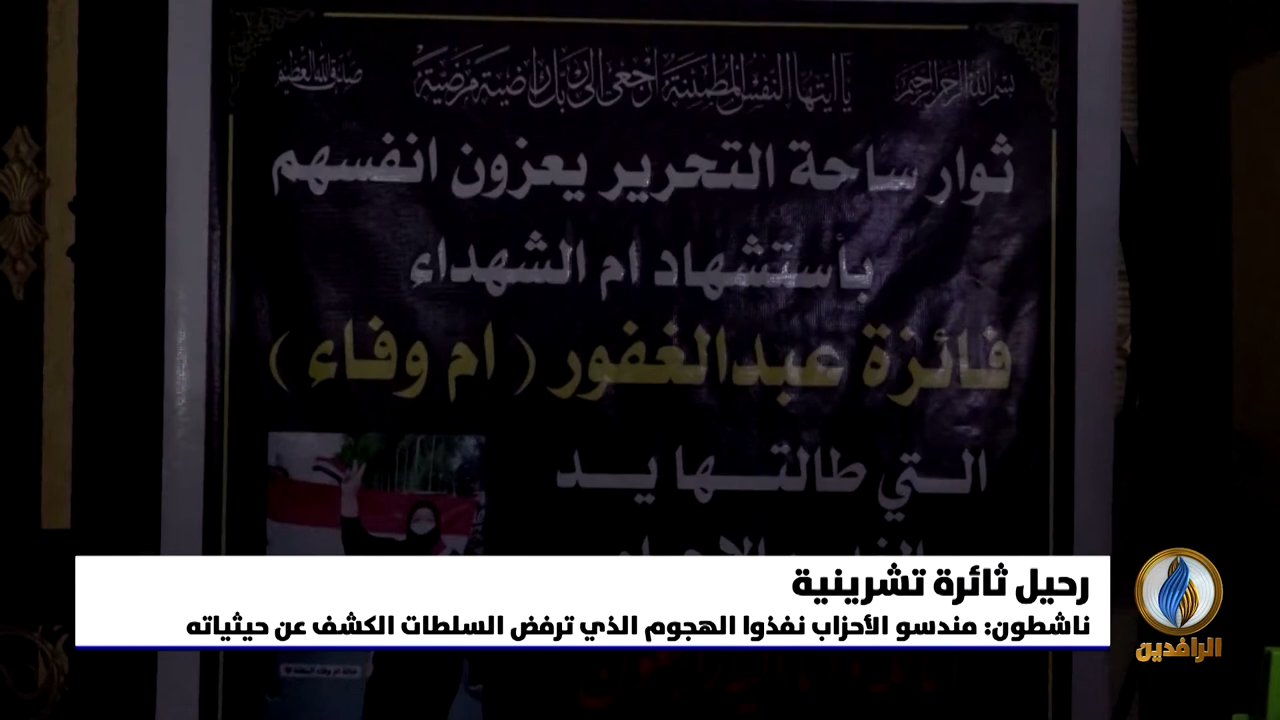 بسم الله الرحمن الرحيم
يا أيتها النفس المطمئنة ارجعي الى ربك راضية مرضية
صدق الله العظيم
ثوار ساحة التحرير يعزون انفسهم
بأستشهاد ام الشهداء
فائزة عبدالغفور ( ام وفاء )
التي طالتها يد
رحيل ثائرة تشرينية
ناشطون: مندسو الأحزاب نفذوا الهجوم الذي ترفض السلطات الكشف عن حيثياته
الرافدين